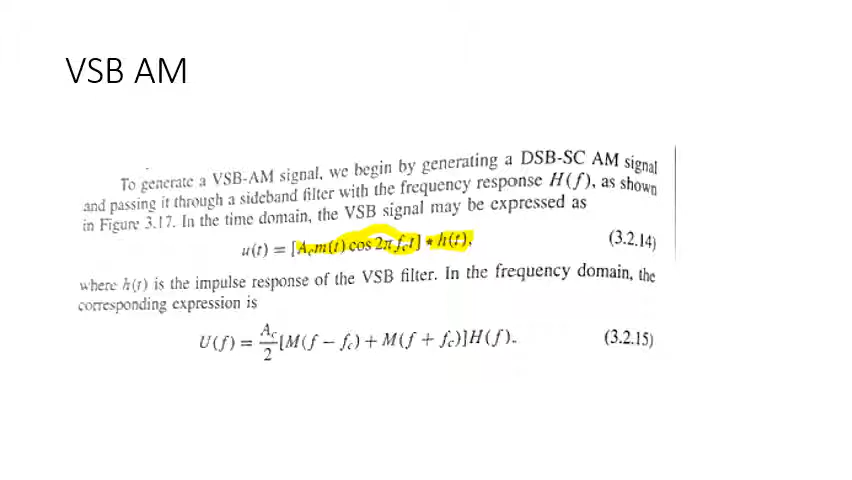 VSB AM
To generate a VSB-AM signal, we begin by generating a DSB-SC AM signal
and passing it through a sideband filter with the frequency response H(f), as shown
in Figure 3.17. In the time domain, the VSB signal may be expressed as
u(t) = [A_c m(t) cos 2π f_c t] * h(t), (3.2.14)
where h(t) is the impulse response of the VSB filter. In the frequency domain, the
corresponding expression is
U(f) = A_c/2 [M(f − f_c) + M(f + f_c)]H(f). (3.2.15)